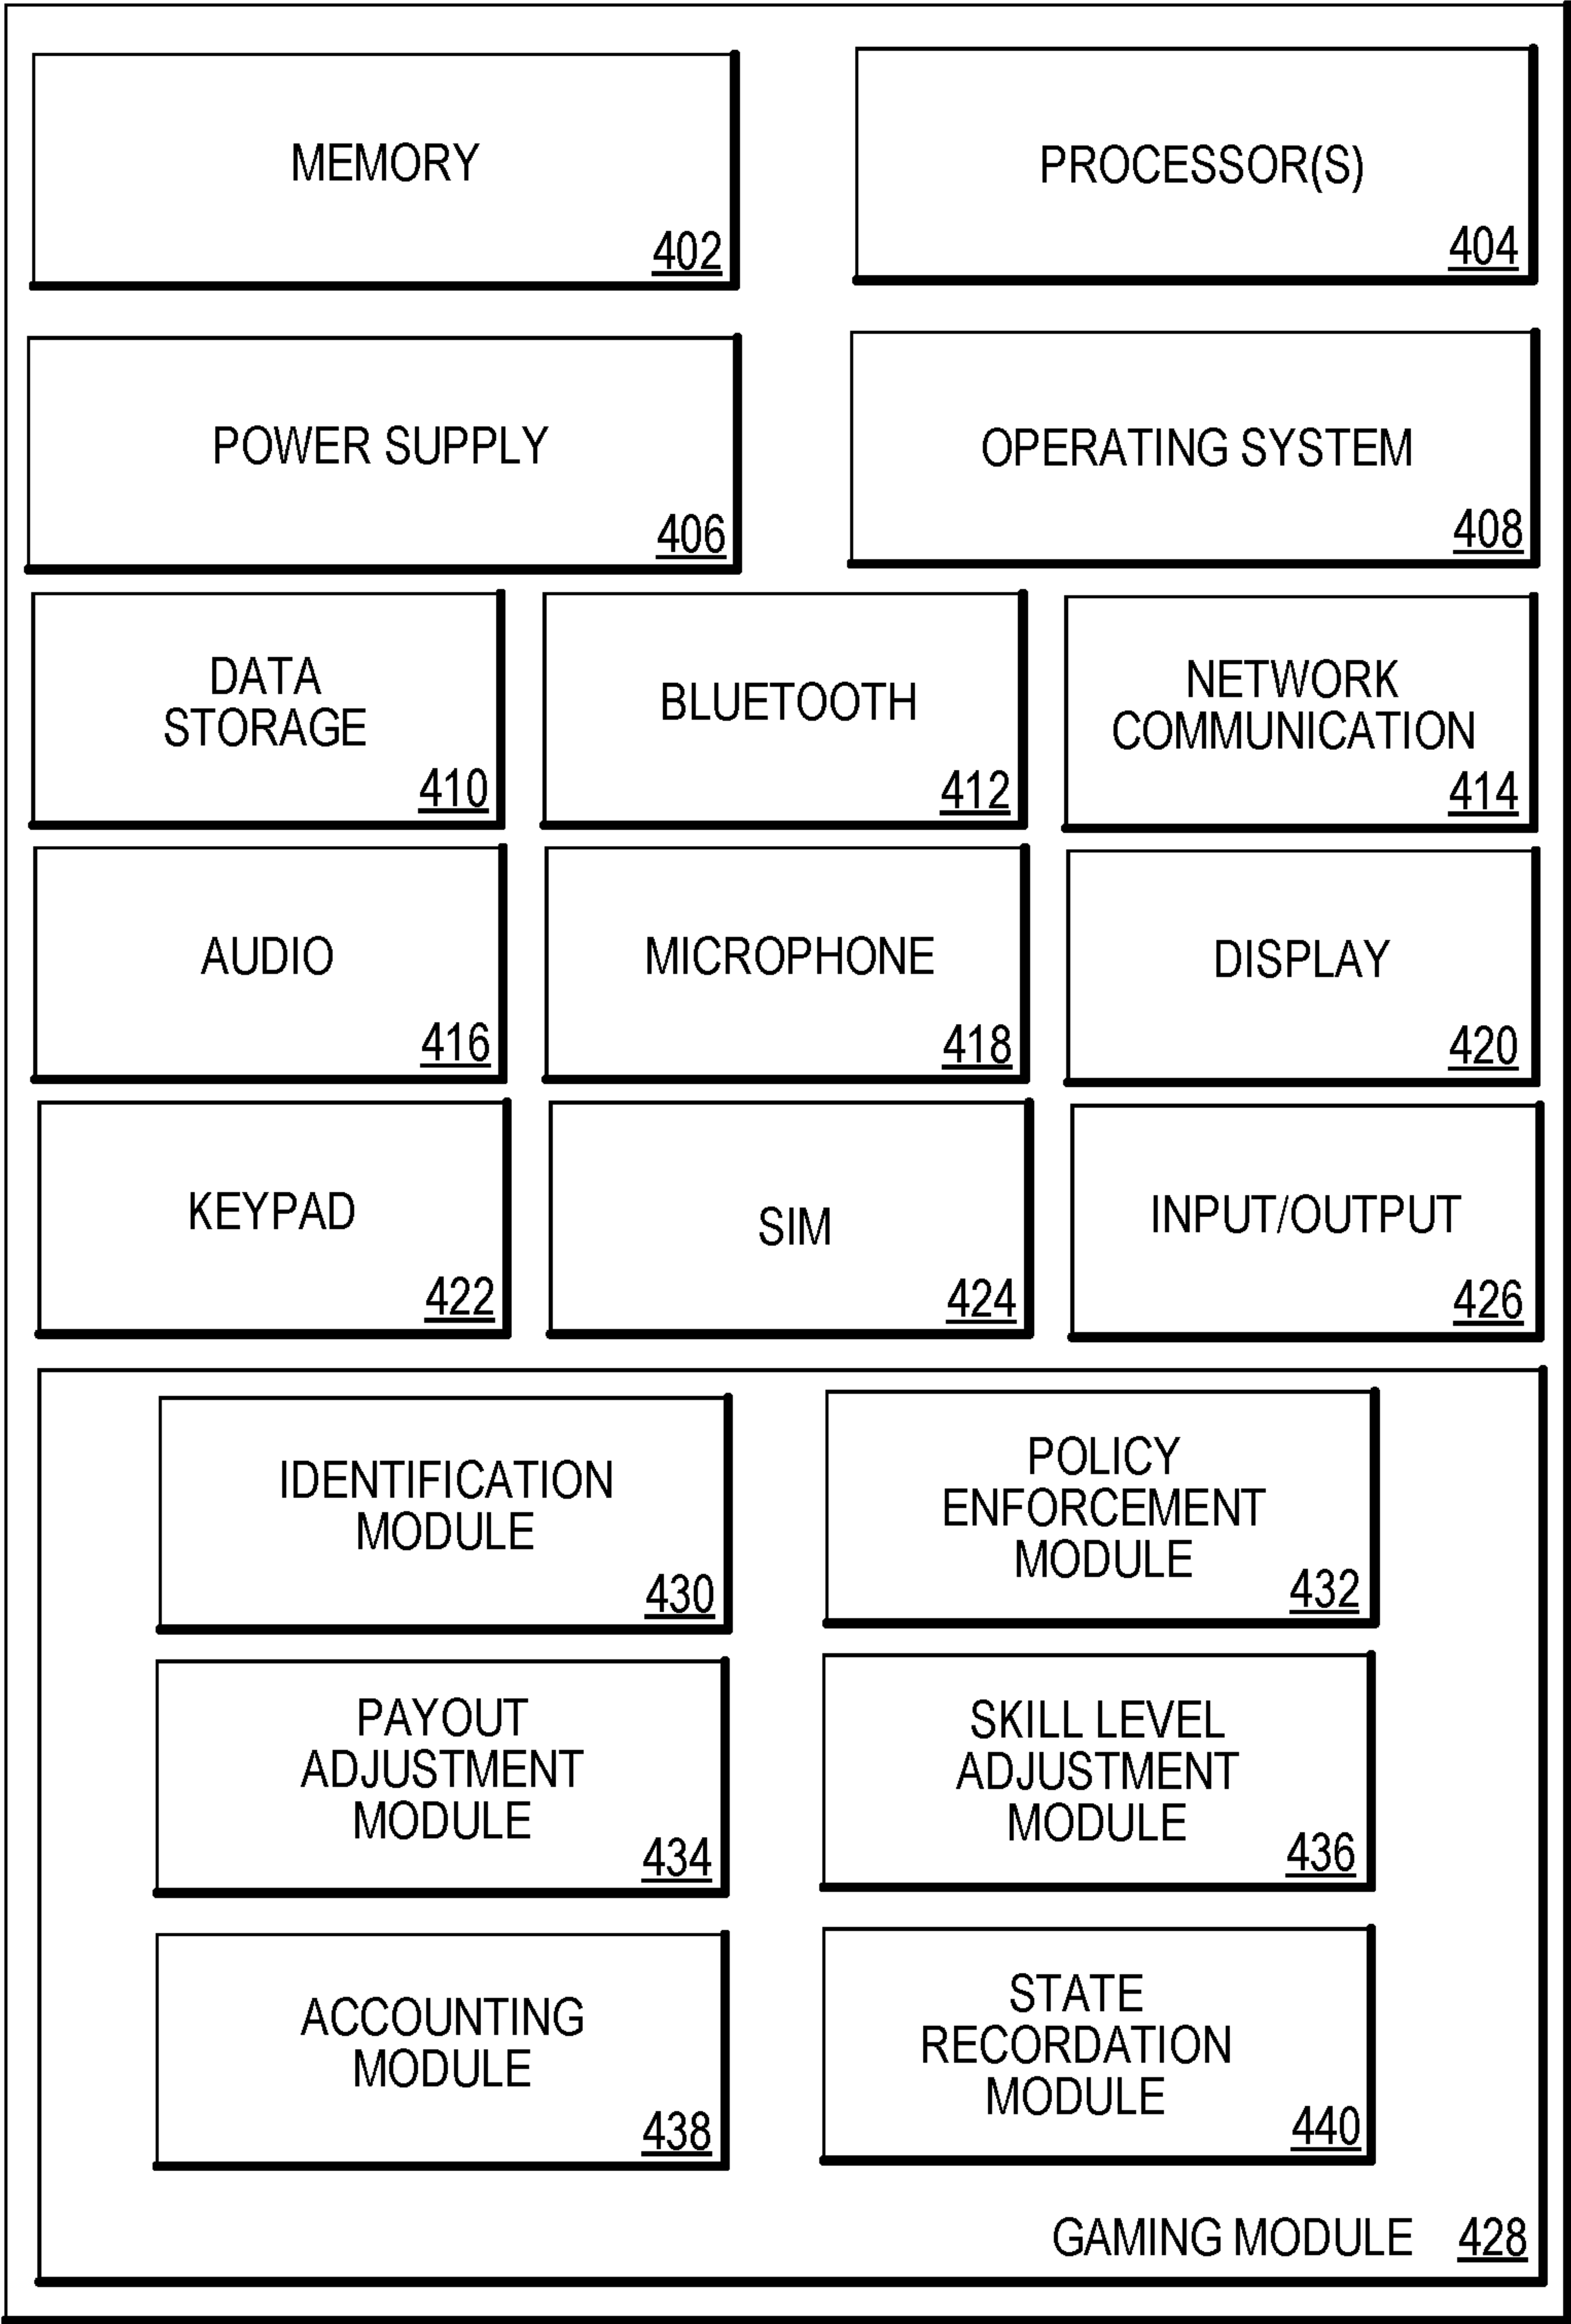 MEMORY
402
PROCESSOR(S)
404
POWER SUPPLY
406
OPERATING SYSTEM
408
DATA
STORAGE
410
BLUETOOTH
412
NETWORK
COMMUNICATION
414
AUDIO
416
MICROPHONE
418
DISPLAY
420
KEYPAD
422
SIM
424
INPUT/OUTPUT
426
IDENTIFICATION
MODULE
430
POLICY
ENFORCEMENT
MODULE
432
PAYOUT
ADJUSTMENT
MODULE
434
SKILL LEVEL
ADJUSTMENT
MODULE
436
ACCOUNTING
MODULE
438
STATE
RECORDATION
MODULE
440
GAMING MODULE 428